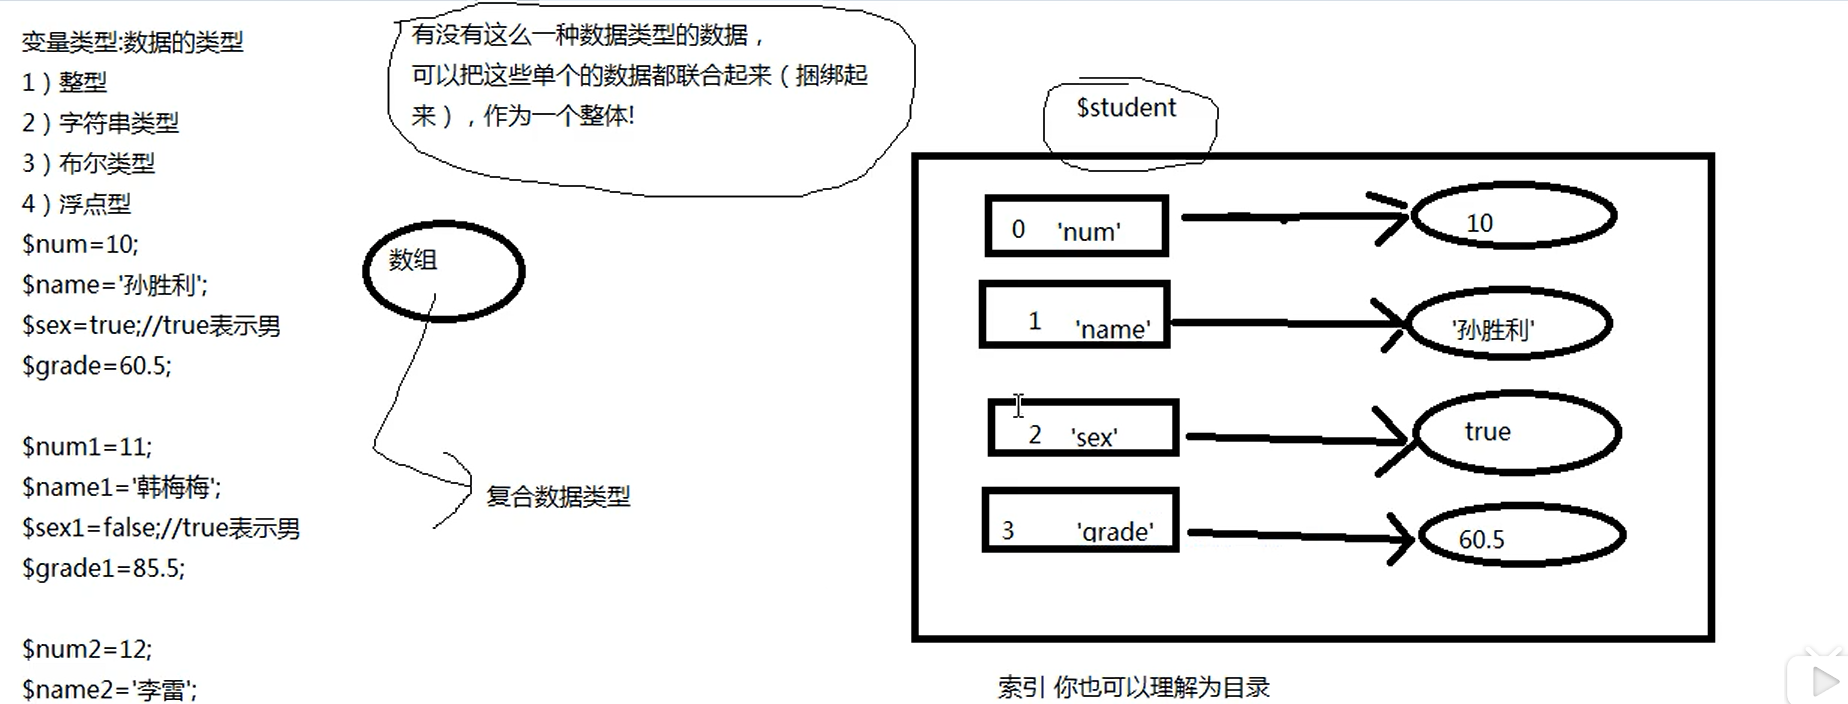 变量类型:数据的类型
1）整型
2）字符串类型
3）布尔类型
4）浮点型
$num=10;
$name='孙胜利';
$sex=true;//true表示男
$grade=60.5;
$num1=11;
$name1='韩梅梅';
$sex1=false;//true表示男
$grade1=85.5;
$num2=12;
$name2='李雷';
有没有这么一种数据类型的数据，
可以把这些单个的数据都联合起来（捆绑起
来），作为一个整体!
数组
复合数据类型
$student
0 'num' 10
1 'name' '孙胜利'
2 'sex' true
3 'grade' 60.5
索引 你也可以理解为目录